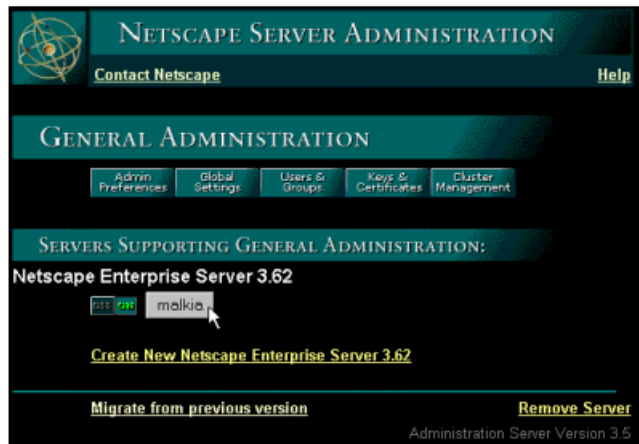 NETSCAPE SERVER ADMINISTRATION
Contact Netscape Help
GENERAL ADMINISTRATION
Admin Preferences Global Settings Users & Groups Keys & Certificates Cluster Management
SERVERS SUPPORTING GENERAL ADMINISTRATION:
Netscape Enterprise Server 3.62
OFF ON malkia
Create New Netscape Enterprise Server 3.62
Migrate from previous version Remove Server
Administration Server Version 3.5